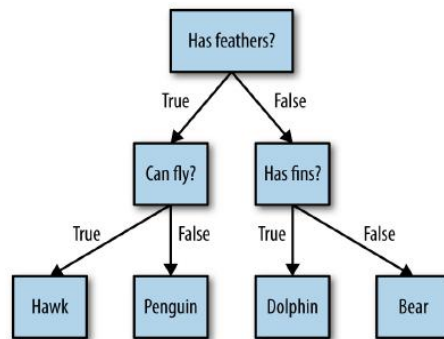 Has feathers?
True False
Can fly? Has fins?
True False True False
Hawk Penguin Dolphin Bear